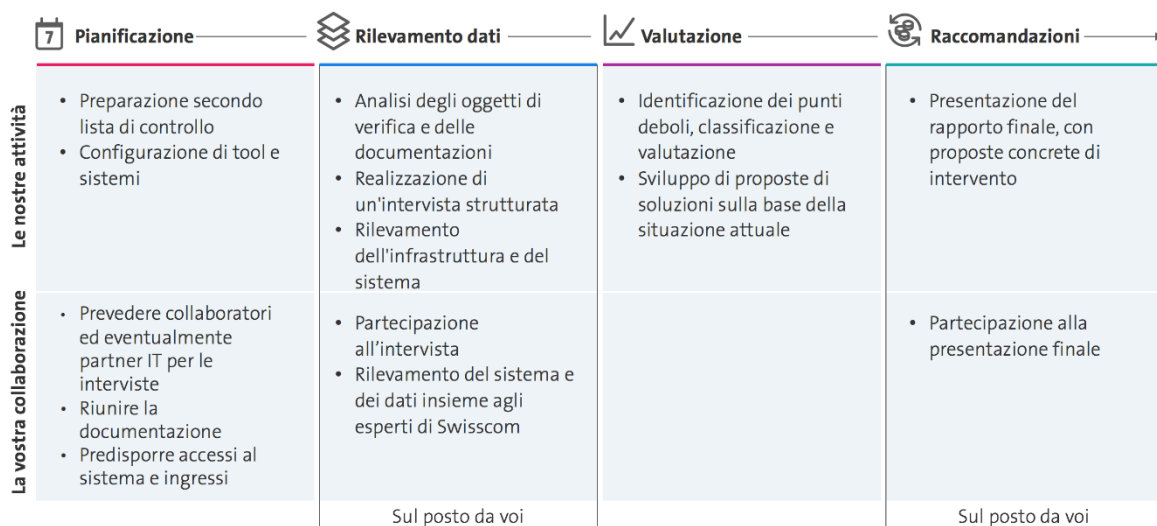 7 Pianificazione
Rilevamento dati
Valutazione
Raccomandazioni
Le nostre attività
• Preparazione secondo
lista di controllo
• Configurazione di tool e
sistemi
• Analisi degli oggetti di
verifica e delle
documentazioni
• Realizzazione di
un'intervista strutturata
• Rilevamento
dell'infrastruttura e del
sistema
• Identificazione dei punti
deboli, classificazione e
valutazione
• Sviluppo di proposte di
soluzioni sulla base della
situazione attuale
• Presentazione del
rapporto finale, con
proposte concrete di
intervento
La vostra collaborazione
• Prevedere collaboratori
ed eventualmente
partner IT per le
interviste
• Riunire la
documentazione
• Predisporre accessi al
sistema e ingressi
• Partecipazione
all’intervista
• Rilevamento del sistema e
dei dati insieme agli
esperti di Swisscom
• Partecipazione alla
presentazione finale
Sul posto da voi
Sul posto da voi